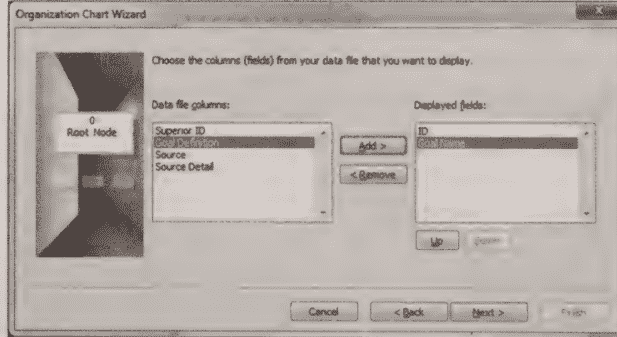 Organization Chart Wizard
Choose the columns (fields) from your data file that you want to display.
0
Root Node
Data file columns:
Superior ID
Goal Definition
Source
Source Detail
Add >
< Remove
Displayed fields:
ID
Goal Name
Up
Down
Cancel
< Back
Next >
Finish